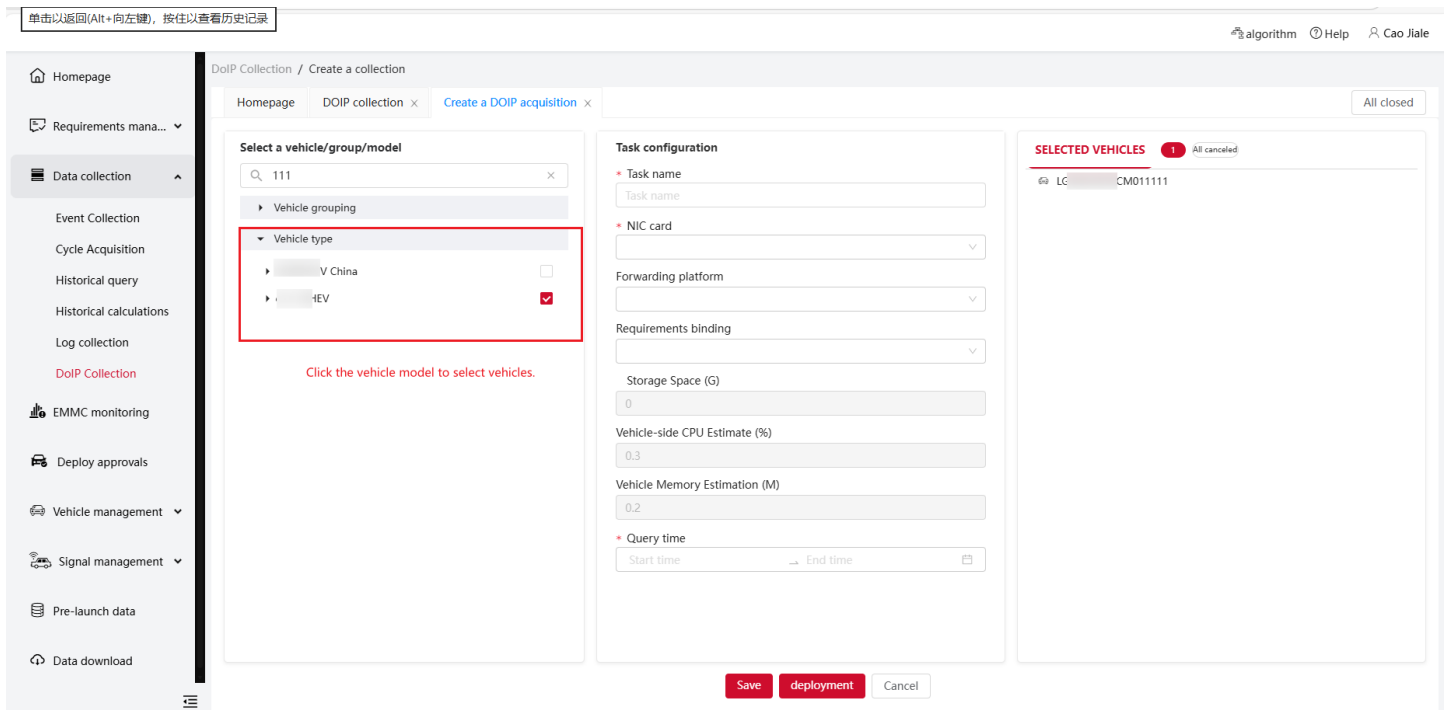 单击以返回(Alt+向左键)，按住以查看历史记录
algorithm Help Cao Jiale
Homepage
Requirements mana...
Data collection
Event Collection
Cycle Acquisition
Historical query
Historical calculations
Log collection
DoIP Collection
EMMC monitoring
Deploy approvals
Vehicle management
Signal management
Pre-launch data
Data download
DoIP Collection / Create a collection
Homepage DOIP collection × Create a DOIP acquisition × All closed
Select a vehicle/group/model
111 ×
Vehicle grouping
Vehicle type
V China
HEV
Click the vehicle model to select vehicles.
Task configuration
* Task name
Task name
* NIC card
Forwarding platform
Requirements binding
Storage Space (G)
0
Vehicle-side CPU Estimate (%)
0.3
Vehicle Memory Estimation (M)
0.2
* Query time
Start time → End time
SELECTED VEHICLES 1 All canceled
LG CM011111
Save deployment Cancel